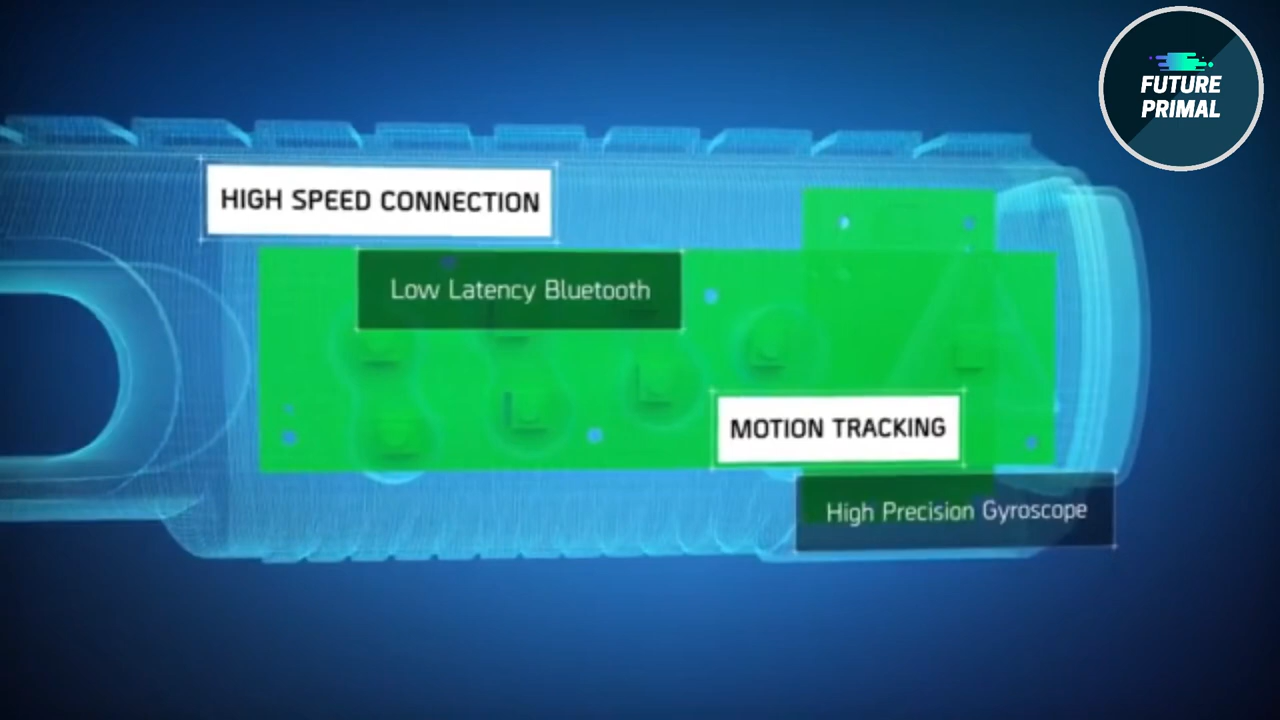 FUTURE
PRIMAL
HIGH SPEED CONNECTION
Low Latency Bluetooth
MOTION TRACKING
High Precision Gyroscope